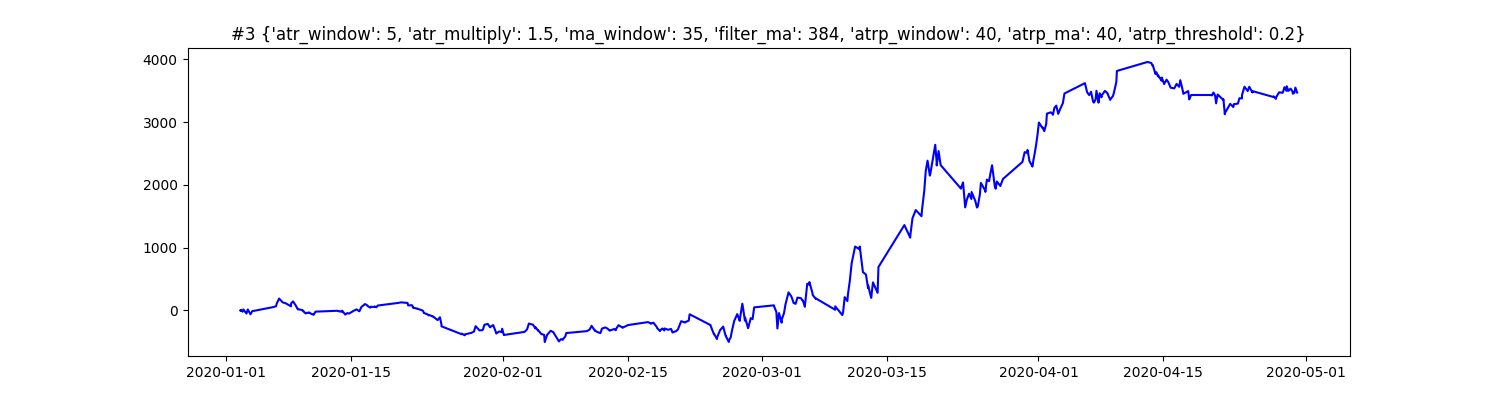 #3 {'atr_window': 5, 'atr_multiply': 1.5, 'ma_window': 35, 'filter_ma': 384, 'atrp_window': 40, 'atrp_ma': 40, 'atrp_threshold': 0.2}
4000
3000
2000
1000
0
2020-01-01 2020-01-15 2020-02-01 2020-02-15 2020-03-01 2020-03-15 2020-04-01 2020-04-15 2020-05-01